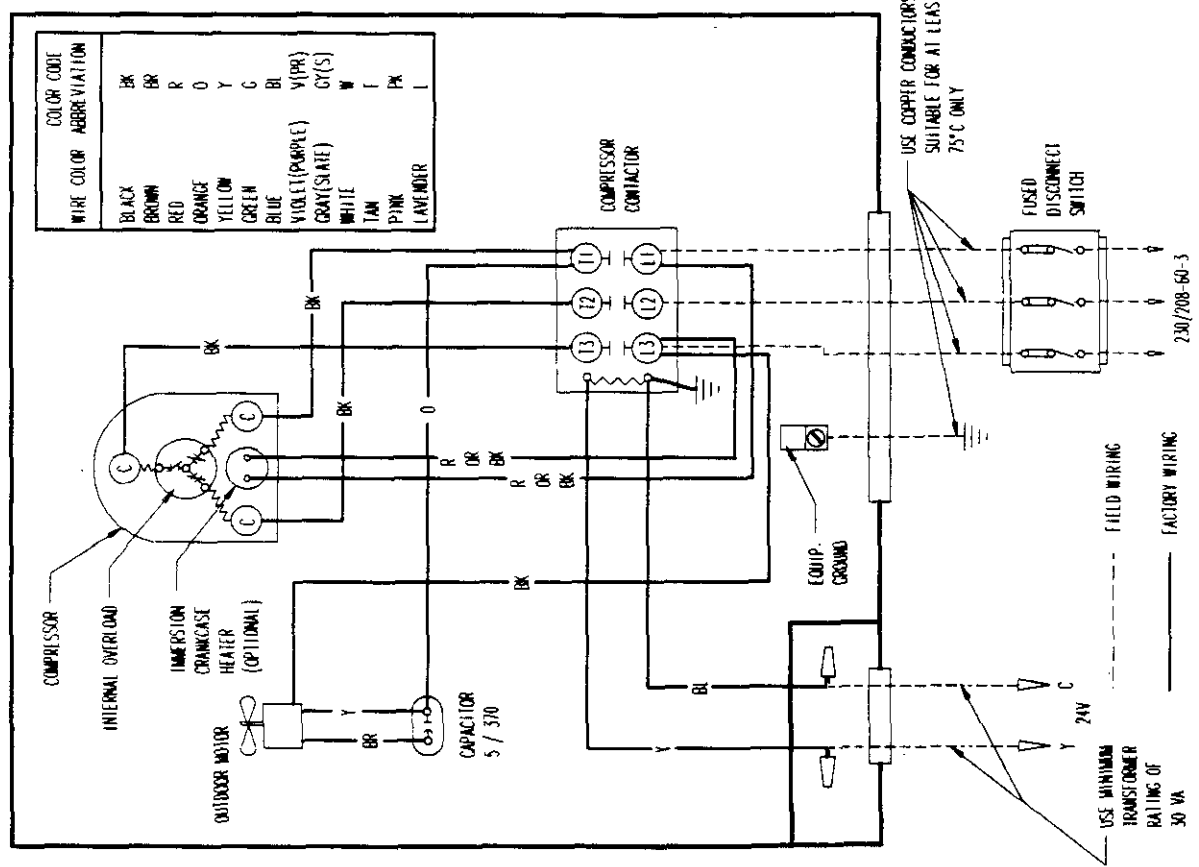 COLOR CODE
WIRE COLOR ABBREVIATION
BLACK BK
BROWN BR
RED R
ORANGE O
YELLOW Y
GREEN G
BLUE BL
VIOLET(PURPLE) V(PR)
GRAY(SLATE) GY(S)
WHITE W
TAN T
PINK PK
LAVENDER L
COMPRESSOR
INTERNAL OVERLOAD
IMMERSION
CRANKCASE
HEATER
(OPTIONAL)
OUTDOOR MOTOR
CAPACITOR
5 / 370
C
C
C
BK
BK
BK
O
R OR BK
R OR BK
BK
Y
BR
BL
Y
COMPRESSOR
CONTACTOR
T3 T2 T1
L3 L2 L1
EQUIP.
GROUND
USE COPPER CONDUCTORS
SUITABLE FOR AT LEAS
75°C ONLY
FUSED
DISCONNECT
SWITCH
230/208-60-3
Y C
24V
USE MINIMUM
TRANSFORMER
RATING OF
30 VA
FIELD WIRING
FACTORY WIRING